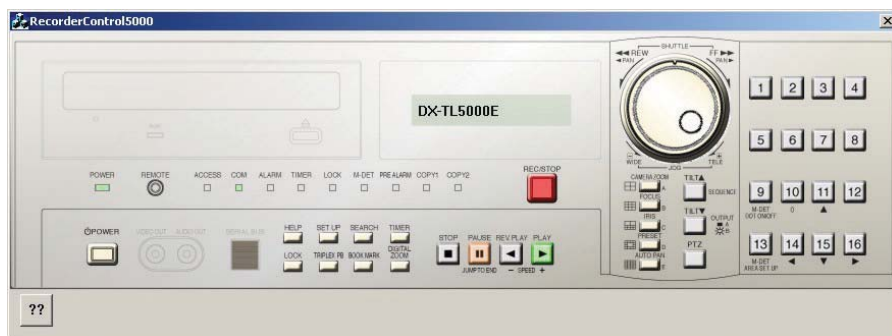 RecorderControl5000
SHUTTLE
◀◀ REW FF ▶▶
◀PAN PAN▶
DX-TL5000E
1 2 3 4
WIDE JOG TELE
5 6 7 8
POWER REMOTE ACCESS COM ALARM TIMER LOCK M-DET PRE ALARM COPY1 COPY2 REC/STOP
CAMERA/ZOOM TILT▲
A SEQUENCE
FOCUS
B
9 10 11 12
IRIS TILT▼ OUTPUT
M-DET DOT ON/OFF 0 ▲
C A B
POWER VIDEO OUT AUDIO OUT SERIAL BUS
HELP SET UP SEARCH TIMER
STOP PAUSE REV.PLAY PLAY
PRESET PTZ
D
13 14 15 16
LOCK TRIPLEX PB BOOK MARK DIGITAL ZOOM
JUMP TO END − SPEED +
AUTO PAN
E
M-DET AREA SET UP ◀ ▼ ▶
??